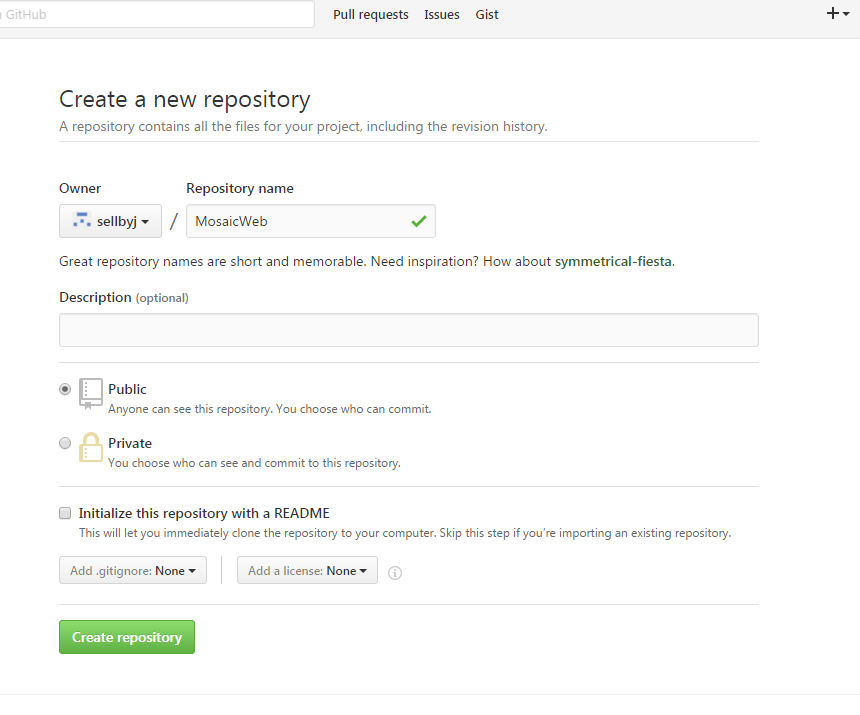 GitHub Pull requests Issues Gist
Create a new repository
A repository contains all the files for your project, including the revision history.
Owner Repository name
sellbyj / MosaicWeb
Great repository names are short and memorable. Need inspiration? How about symmetrical-fiesta.
Description (optional)
Public
Anyone can see this repository. You choose who can commit.
Private
You choose who can see and commit to this repository.
Initialize this repository with a README
This will let you immediately clone the repository to your computer. Skip this step if you’re importing an existing repository.
Add .gitignore: None Add a license: None
Create repository